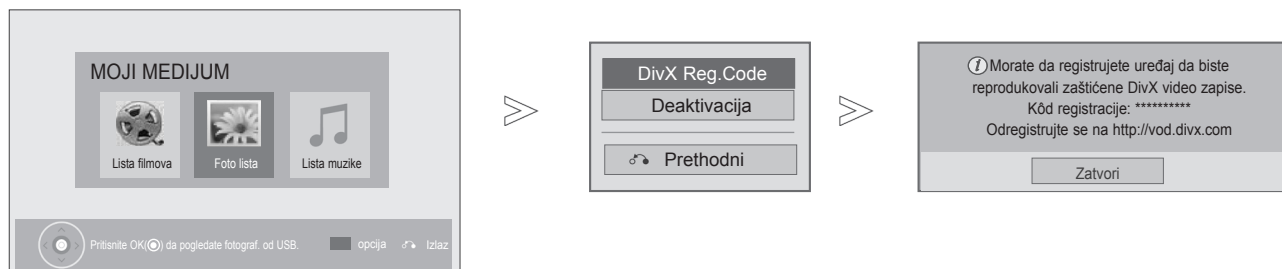 MOJI MEDIJUM
Lista filmova
Foto lista
Lista muzike
Pritisnite OK(◉) da pogledate fotograf. od USB.
opcija
Izlaz
DivX Reg.Code
Deaktivacija
Prethodni
Morate da registrujete uređaj da biste
reprodukovali zaštićene DivX video zapise.
Kôd registracije: **********
Odregistrujte se na http://vod.divx.com
Zatvori